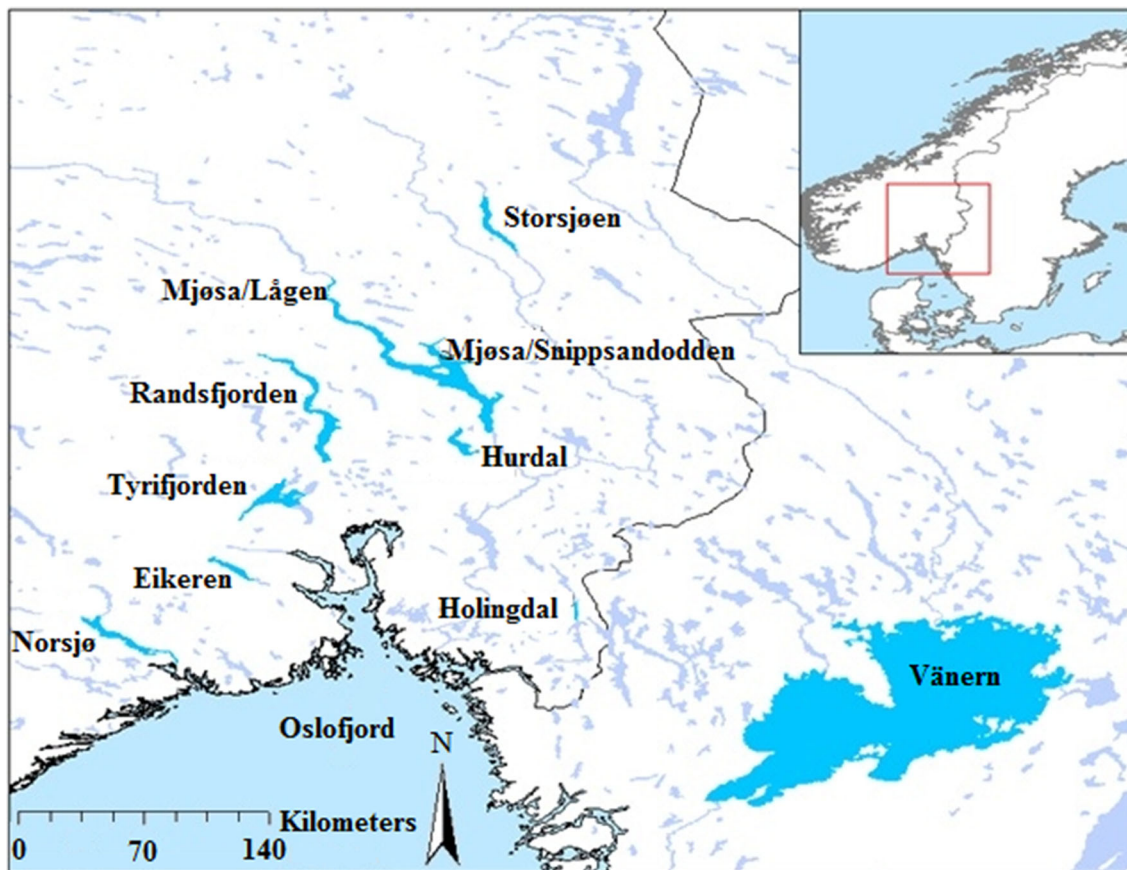 Storsjøen
Mjøsa/Lågen
Mjøsa/Snippsandodden
Randsfjorden
Hurdal
Tyrifjorden
Eikeren
Holingdal
Norsjø
Vänern
Oslofjord
N
Kilometers
0 70 140